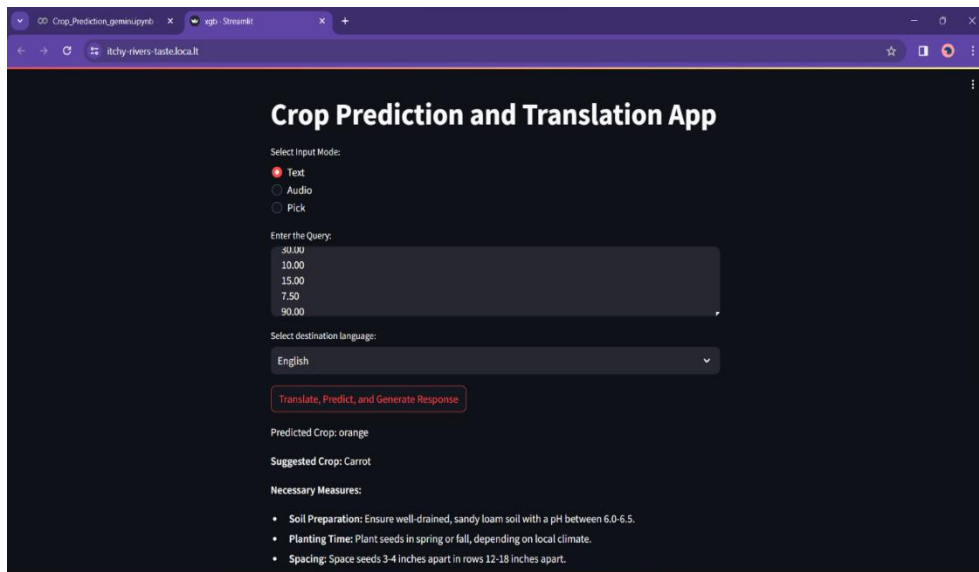 Crop_Prediction_gemini.ipynb
xgb · Streamlit
itchy-rivers-taste.loca.lt
Crop Prediction and Translation App
Select Input Mode:
Text
Audio
Pick
Enter the Query:
30.00
10.00
15.00
7.50
90.00
Select destination language:
English
Translate, Predict, and Generate Response
Predicted Crop: orange
Suggested Crop: Carrot
Necessary Measures:
• Soil Preparation: Ensure well-drained, sandy loam soil with a pH between 6.0-6.5.
• Planting Time: Plant seeds in spring or fall, depending on local climate.
• Spacing: Space seeds 3-4 inches apart in rows 12-18 inches apart.